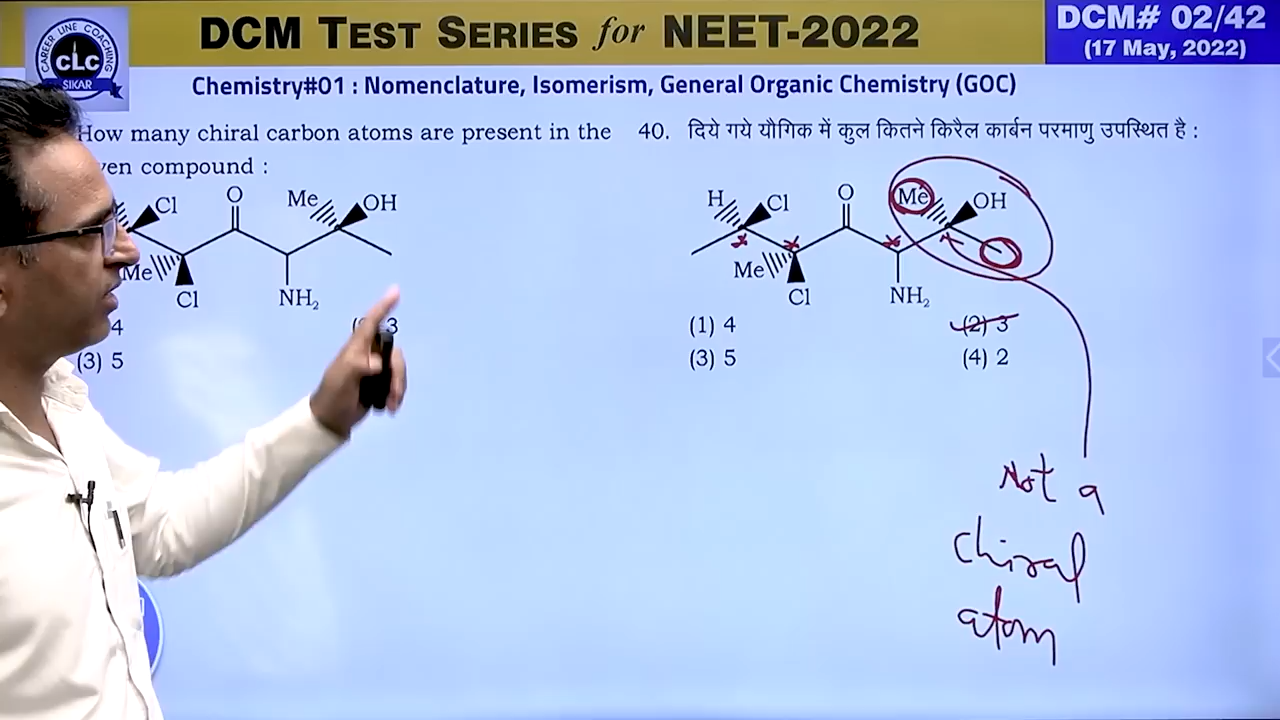 DCM TEST SERIES for NEET-2022
DCM# 02/42
(17 May, 2022)
CAREER LINE COACHING
CLC
SIKAR
Chemistry#01 : Nomenclature, Isomerism, General Organic Chemistry (GOC)
How many chiral carbon atoms are present in the
compound :
Cl
O
Me
OH
Me
Cl
NH₂
4
3
(3) 5
40. दिये गये यौगिक में कुल कितने किरैल कार्बन परमाणु उपस्थित है :
H
Cl
O
Me
OH
Me
Cl
NH₂
(1) 4
(2) 3
(3) 5
(4) 2
Not a
chiral
atom